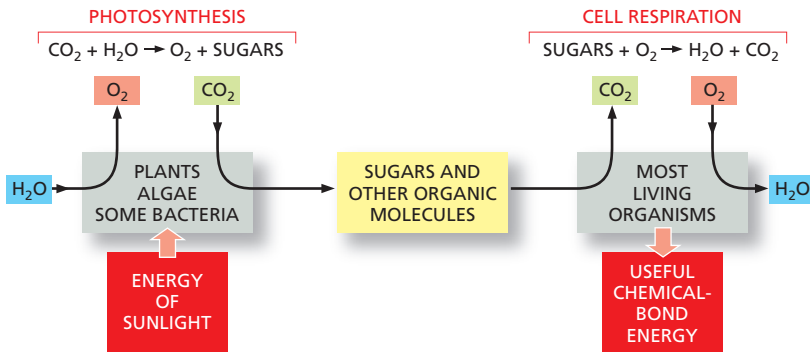 PHOTOSYNTHESIS
CO₂ + H₂O → O₂ + SUGARS
O₂
CO₂
H₂O
PLANTS
ALGAE
SOME BACTERIA
ENERGY
OF
SUNLIGHT
SUGARS AND
OTHER ORGANIC
MOLECULES
CELL RESPIRATION
SUGARS + O₂ → H₂O + CO₂
CO₂
O₂
MOST
LIVING
ORGANISMS
H₂O
USEFUL
CHEMICAL-
BOND
ENERGY